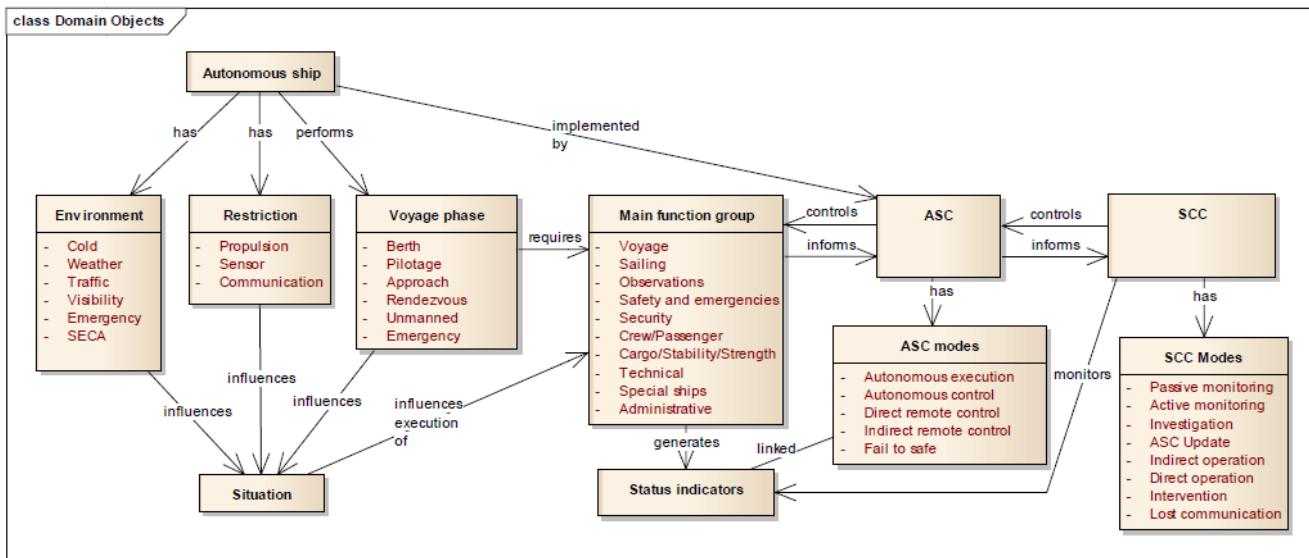 class Domain Objects
Autonomous ship
has
has
performs
implemented
by
Environment
- Cold
- Weather
- Traffic
- Visibility
- Emergency
- SECA
Restriction
- Propulsion
- Sensor
- Communication
Voyage phase
- Berth
- Pilotage
- Approach
- Rendezvous
- Unmanned
- Emergency
requires
Main function group
- Voyage
- Sailing
- Observations
- Safety and emergencies
- Security
- Crew/Passenger
- Cargo/Stability/Strength
- Technical
- Special ships
- Administrative
controls
informs
ASC
controls
informs
SCC
has
has
ASC modes
- Autonomous execution
- Autonomous control
- Direct remote control
- Indirect remote control
- Fail to safe
monitors
SCC Modes
- Passive monitoring
- Active monitoring
- Investigation
- ASC Update
- Indirect operation
- Direct operation
- Intervention
- Lost communication
influences
influences
influences
influences
execution
of
generates
linked
Situation
Status indicators